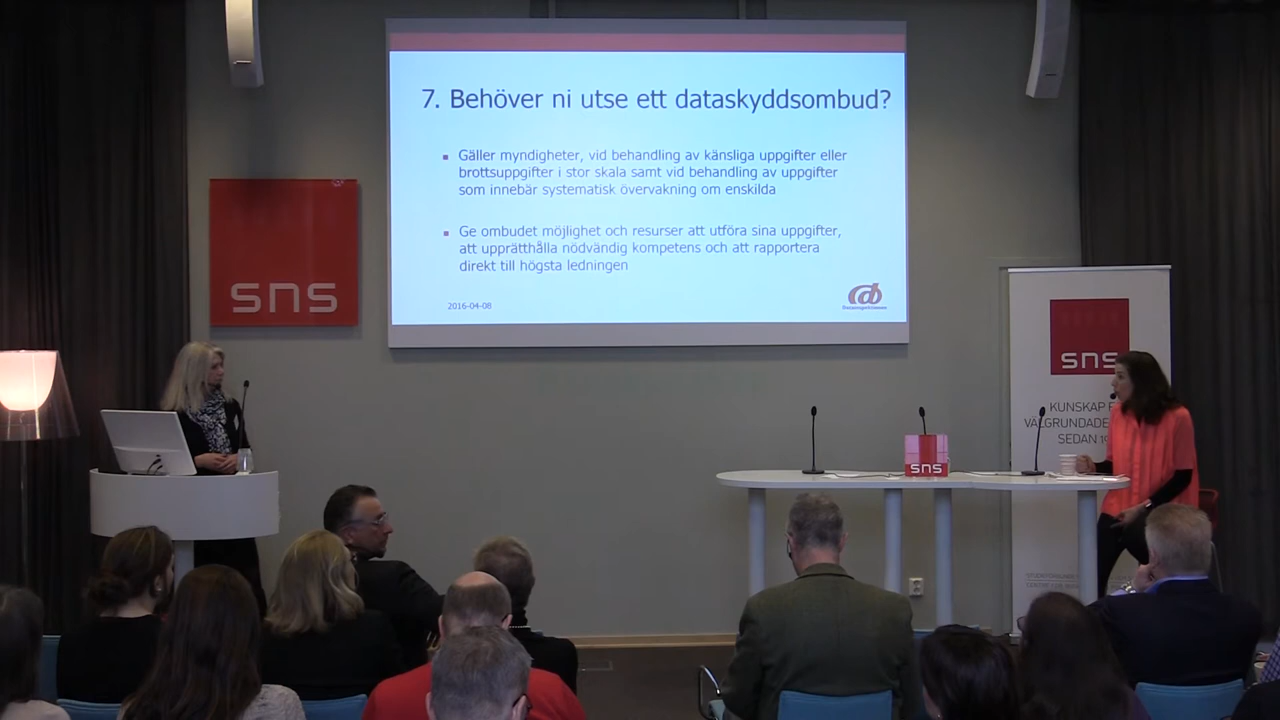 7. Behöver ni utse ett dataskyddsombud?
Gäller myndigheter, vid behandling av känsliga uppgifter eller
brottsuppgifter i stor skala samt vid behandling av uppgifter
som innebär systematisk övervakning om enskilda
Ge ombudet möjlighet och resurser att utföra sina uppgifter,
att upprätthålla nödvändig kompetens och att rapportera
direkt till högsta ledningen
2016-04-08
Datainspektionen
sns
sns
KUNSKAP
VÄLGRUNDADE
SEDAN
sns